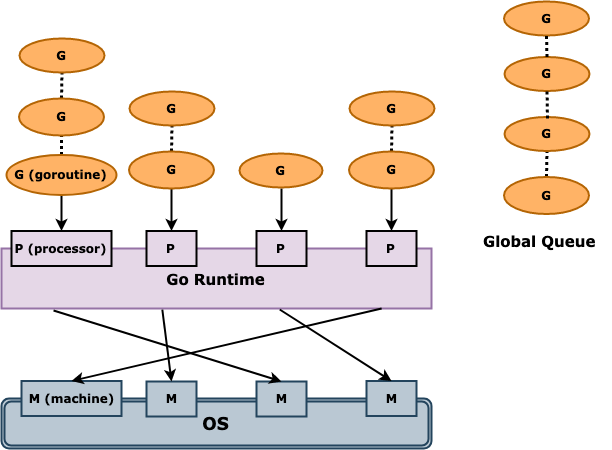 G
G
G
G
G
G
G
G
G
G (goroutine)
G
G
G
G
Global Queue
P (processor)
P
P
P
Go Runtime
M (machine)
M
M
M
OS